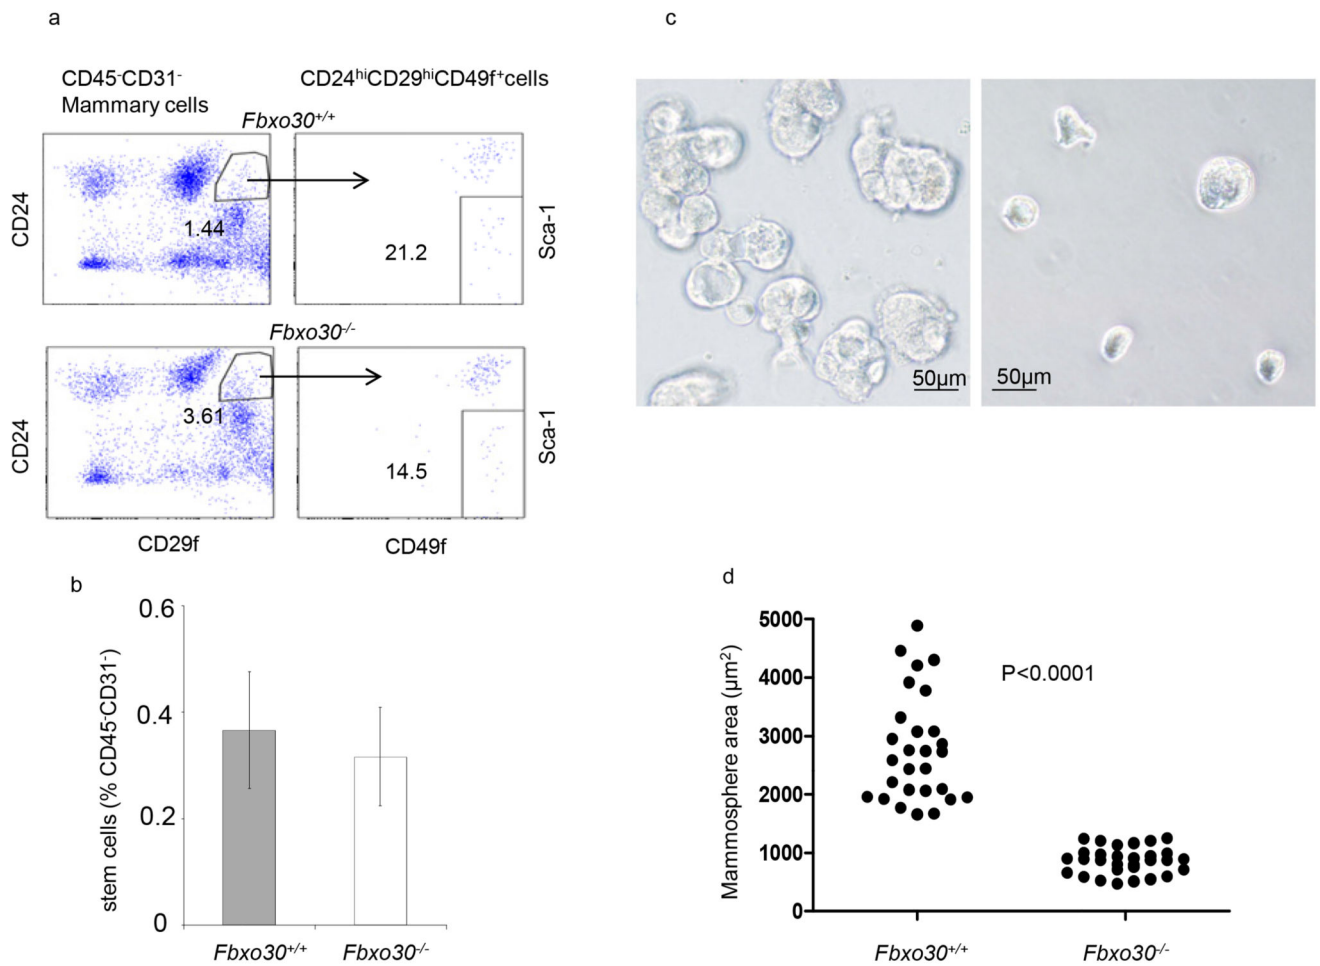 a
CD45-CD31-
Mammary cells
CD24hiCD29hiCD49f+cells
Fbxo30+/+
CD24
1.44
21.2
Sca-1
Fbxo30-/-
CD24
3.61
14.5
Sca-1
CD29f
CD49f
b
stem cells (% CD45-CD31-)
0.6
0.4
0.2
0
Fbxo30+/+
Fbxo30-/-
c
50μm
50μm
d
Mammosphere area (μm2)
5000
4000
3000
2000
1000
0
P<0.0001
Fbxo30+/+
Fbxo30-/-